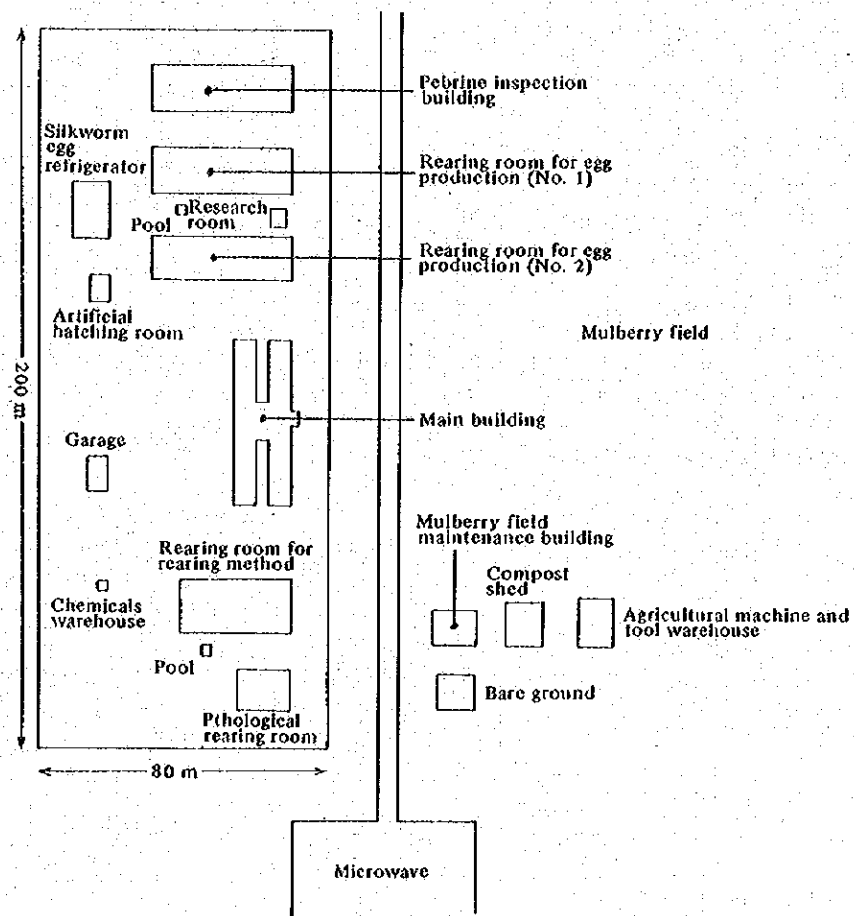 Pebrine inspection
building
Silkworm
egg
refrigerator
Rearing room for egg
production (No. 1)
Research
room
Pool
Rearing room for egg
production (No. 2)
Artificial
hatching room
Mulberry field
200 m
Main building
Garage
Mulberry field
maintenance building
Rearing room for
rearing method
Compost
shed
Chemicals
warehouse
Agricultural machine and
tool warehouse
Pool
Bare ground
Pthological
rearing room
80 m
Microwave